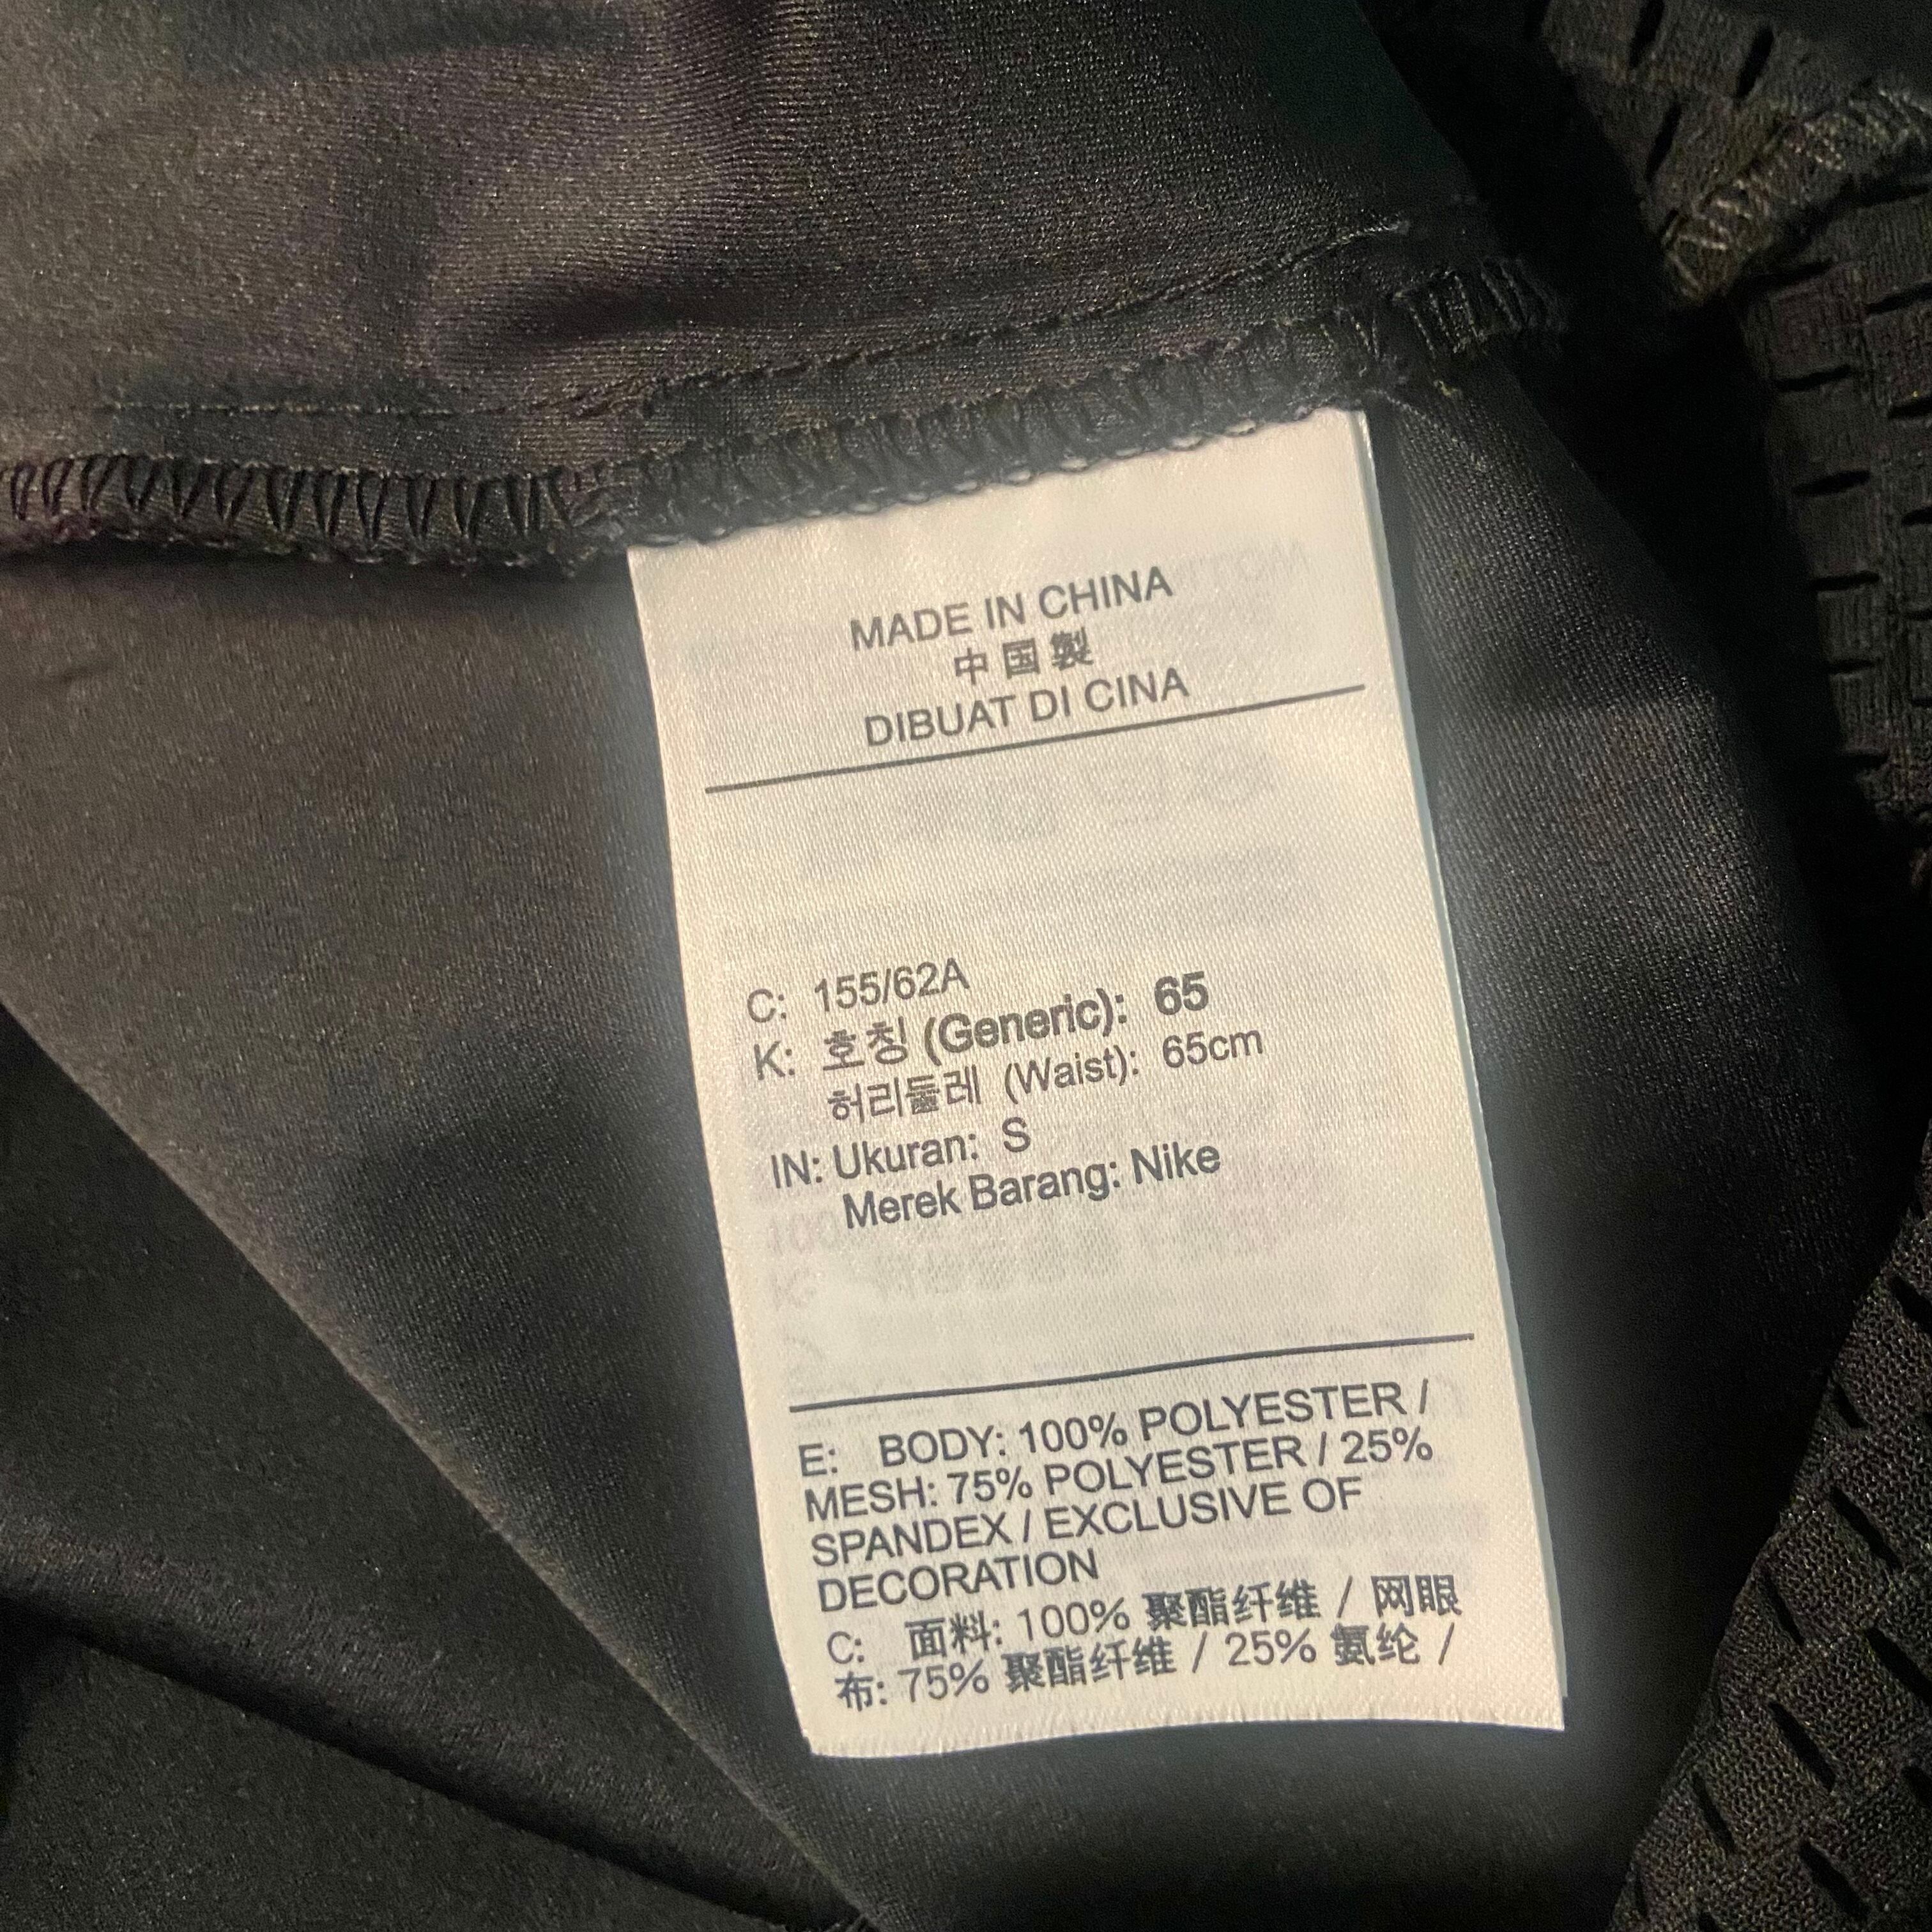 MADE IN CHINA
中国製
DIBUAT DI CINA
C: 155/62A
K: 호칭 (Generic): 65
허리둘레 (Waist): 65cm
IN: Ukuran: S
Merek Barang: Nike
E: BODY: 100% POLYESTER /
MESH: 75% POLYESTER / 25%
SPANDEX / EXCLUSIVE OF
DECORATION
C: 面料: 100% 聚酯纤维 / 网眼
布: 75% 聚酯纤维 / 25% 氨纶 /